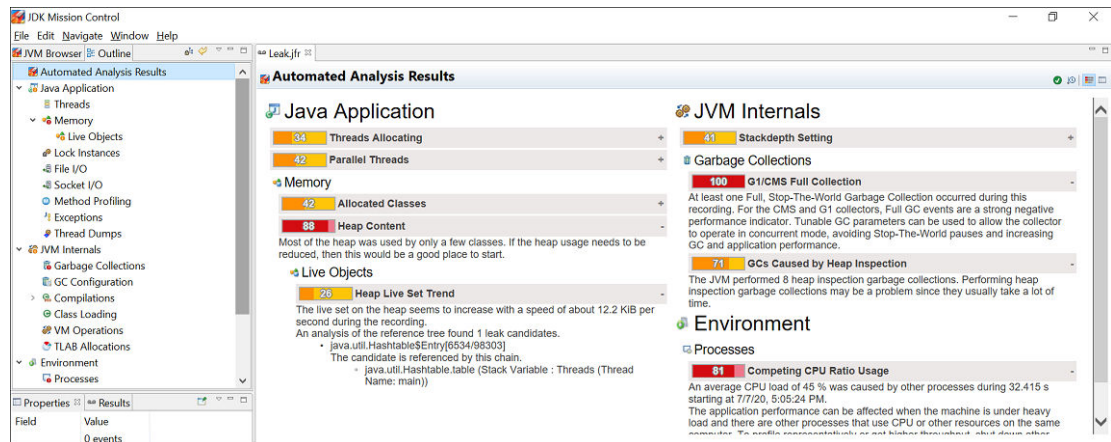 JDK Mission Control
File Edit Navigate Window Help
JVM Browser Outline
Automated Analysis Results
Java Application
Threads
Memory
Live Objects
Lock Instances
File I/O
Socket I/O
Method Profiling
Exceptions
Thread Dumps
JVM Internals
Garbage Collections
GC Configuration
Compilations
Class Loading
VM Operations
TLAB Allocations
Environment
Processes
Properties Results
Field Value
0 events
Leak.jfr
Automated Analysis Results
Java Application
34 Threads Allocating +
42 Parallel Threads +
Memory
42 Allocated Classes +
88 Heap Content -
Most of the heap was used by only a few classes. If the heap usage needs to be
reduced, then this would be a good place to start.
Live Objects
26 Heap Live Set Trend -
The live set on the heap seems to increase with a speed of about 12.2 KiB per
second during the recording.
An analysis of the reference tree found 1 leak candidates.
• java.util.Hashtable$Entry[6534/98303]
The candidate is referenced by this chain.
◦ java.util.Hashtable.table (Stack Variable : Threads (Thread
Name: main))
JVM Internals
41 Stackdepth Setting +
Garbage Collections
100 G1/CMS Full Collection -
At least one Full, Stop-The-World Garbage Collection occurred during this
recording. For the CMS and G1 collectors, Full GC events are a strong negative
performance indicator. Tunable GC parameters can be used to allow the collector
to operate in concurrent mode, avoiding Stop-The-World pauses and increasing
GC and application performance.
71 GCs Caused by Heap Inspection -
The JVM performed 8 heap inspection garbage collections. Performing heap
inspection garbage collections may be a problem since they usually take a lot of
time.
Environment
Processes
81 Competing CPU Ratio Usage -
An average CPU load of 45 % was caused by other processes during 32.415 s
starting at 7/7/20, 5:05:24 PM.
The application performance can be affected when the machine is under heavy
load and there are other processes that use CPU or other resources on the same